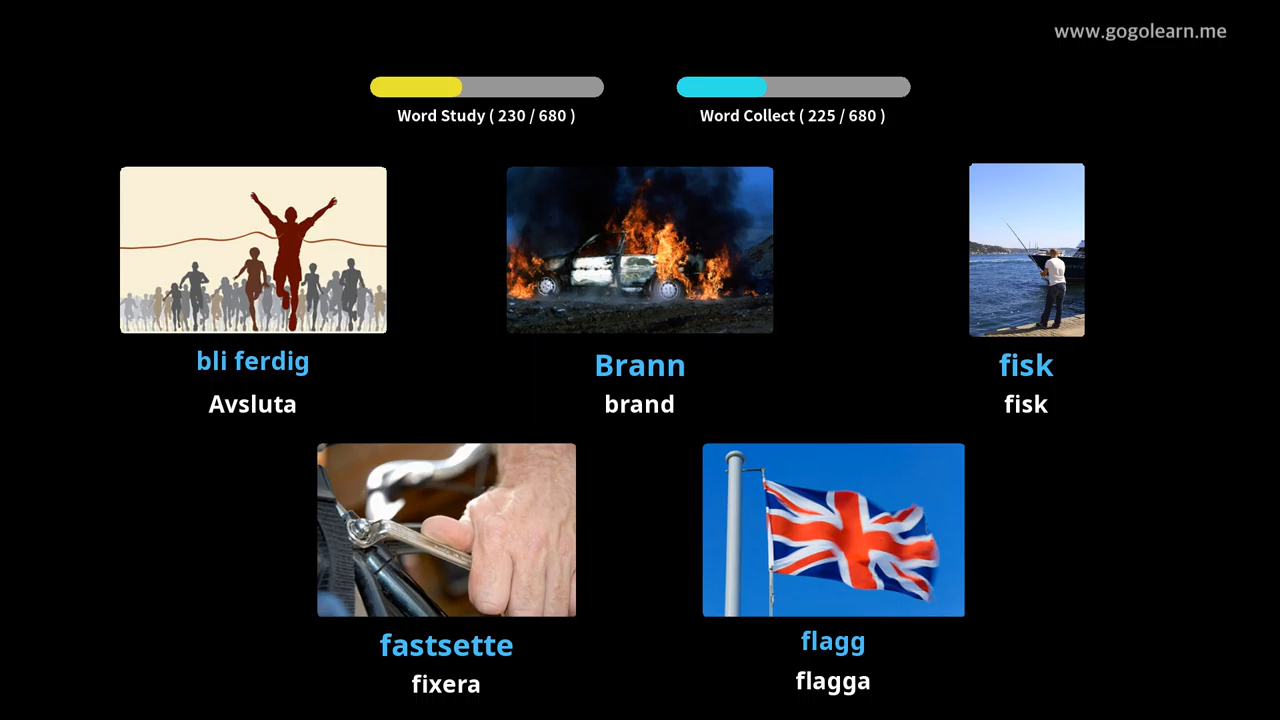 www.gogolearn.me
Word Study ( 230 / 680 )
Word Collect ( 225 / 680 )
bli ferdig
Avsluta
Brann
brand
fisk
fisk
fastsette
fixera
flagg
flagga